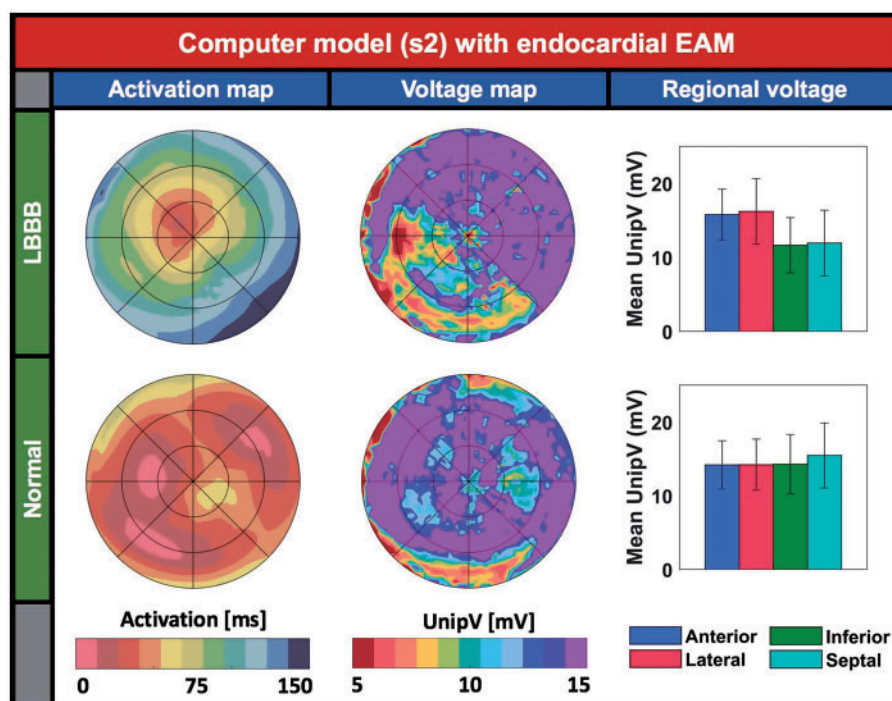 Computer model (s2) with endocardial EAM
Activation map
Voltage map
Regional voltage
LBBB
Mean UnipV (mV)
20
10
0
Normal
Mean UnipV (mV)
20
10
0
Activation [ms]
0 75 150
UnipV [mV]
5 10 15
Anterior
Inferior
Lateral
Septal